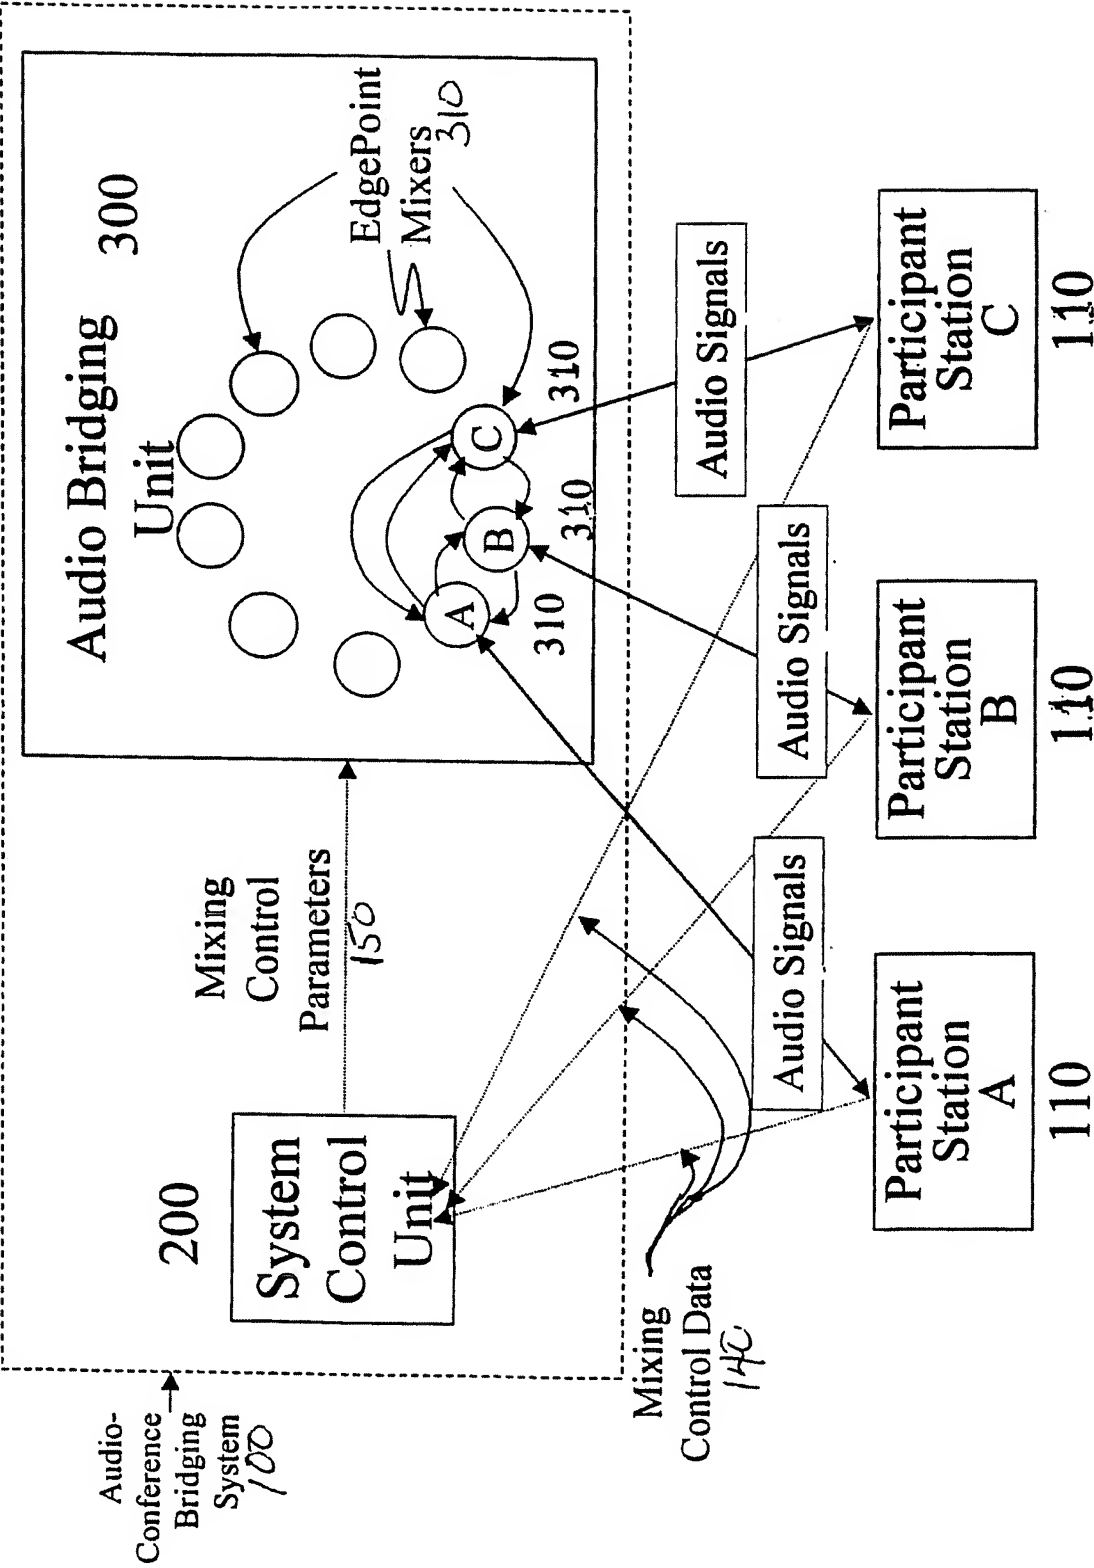 Audio-
Conference
Bridging
System
100
200
System
Control
Unit
Mixing
Control
Parameters
150
Audio Bridging 300
Unit
EdgePoint
Mixers
310
A
B
C
310
310
310
Mixing
Control Data
140
Audio Signals
Audio Signals
Audio Signals
Participant
Station
A
110
Participant
Station
B
110
Participant
Station
C
110